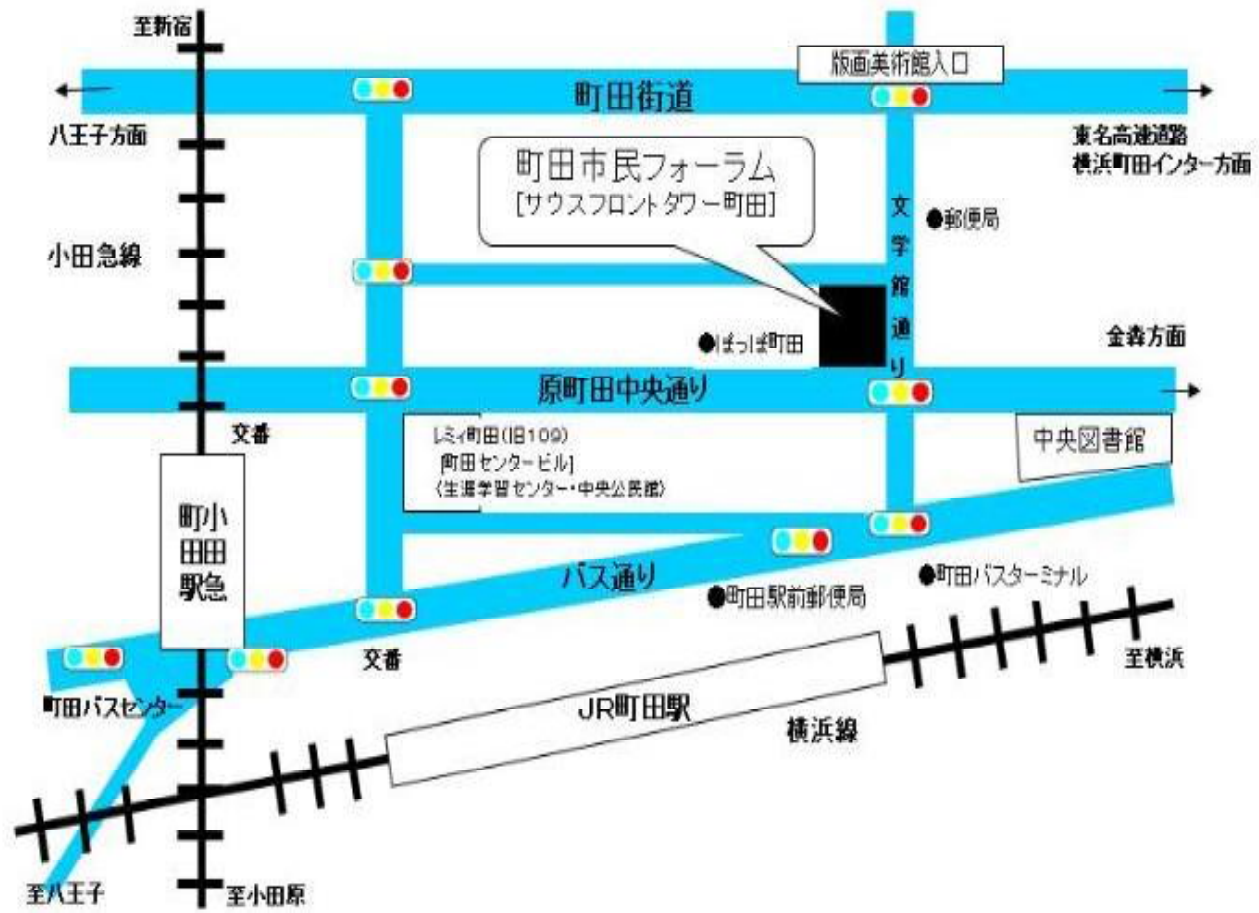 至新宿
版画美術館入口
町田街道
八王子方面
東名高速道路
横浜町田インター方面
町田市民フォーラム
[サウスフロントタワー町田]
文学館通り
●郵便局
小田急線
●ぽっぽ町田
金森方面
原町田中央通り
交番
レミィ町田(旧109)
[町田センタービル]
〈生涯学習センター・中央公民館〉
中央図書館
小田急
町田駅
バス通り
●町田バスターミナル
●町田駅前郵便局
交番
至横浜
町田バスセンター
JR町田駅
横浜線
至八王子
至小田原